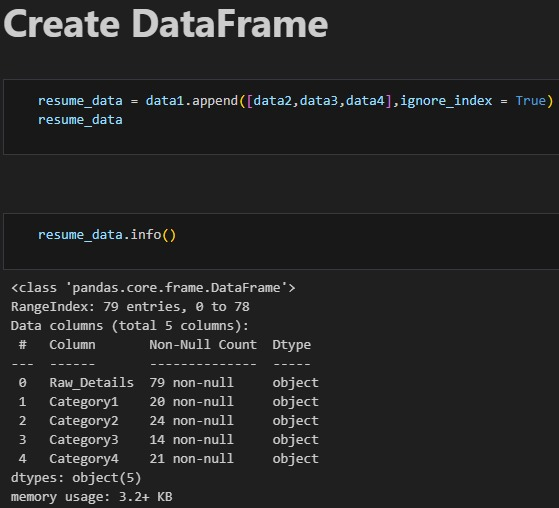 Create DataFrame
resume_data = data1.append([data2,data3,data4],ignore_index = True)
resume_data
resume_data.info()
<class 'pandas.core.frame.DataFrame'>
RangeIndex: 79 entries, 0 to 78
Data columns (total 5 columns):
 #   Column       Non-Null Count  Dtype
---  ------       --------------  -----
 0   Raw_Details  79 non-null     object
 1   Category1    20 non-null     object
 2   Category2    24 non-null     object
 3   Category3    14 non-null     object
 4   Category4    21 non-null     object
dtypes: object(5)
memory usage: 3.2+ KB